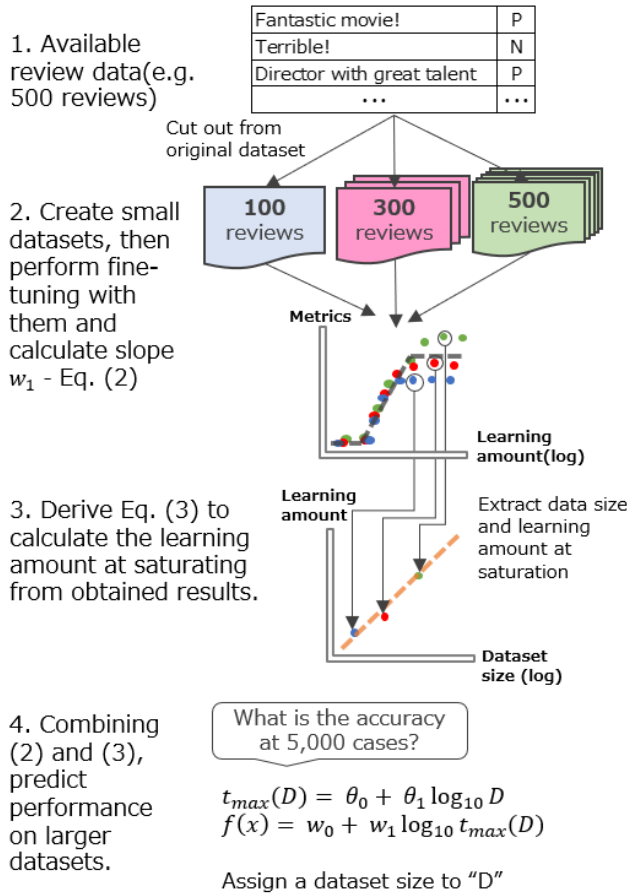 1. Available
review data(e.g.
500 reviews)
Fantastic movie! P
Terrible! N
Director with great talent P
... ...
Cut out from
original dataset
2. Create small
datasets, then
perform fine-
tuning with
them and
calculate slope
w₁ - Eq. (2)
100
reviews
300
reviews
500
reviews
Metrics
Learning
amount(log)
3. Derive Eq. (3) to
calculate the learning
amount at saturating
from obtained results.
Learning
amount
Extract data size
and learning
amount at
saturation
Dataset
size (log)
4. Combining
(2) and (3),
predict
performance
on larger
datasets.
What is the accuracy
at 5,000 cases?
t_max(D) = θ₀ + θ₁ log₁₀ D
f(x) = w₀ + w₁ log₁₀ t_max(D)
Assign a dataset size to “D”